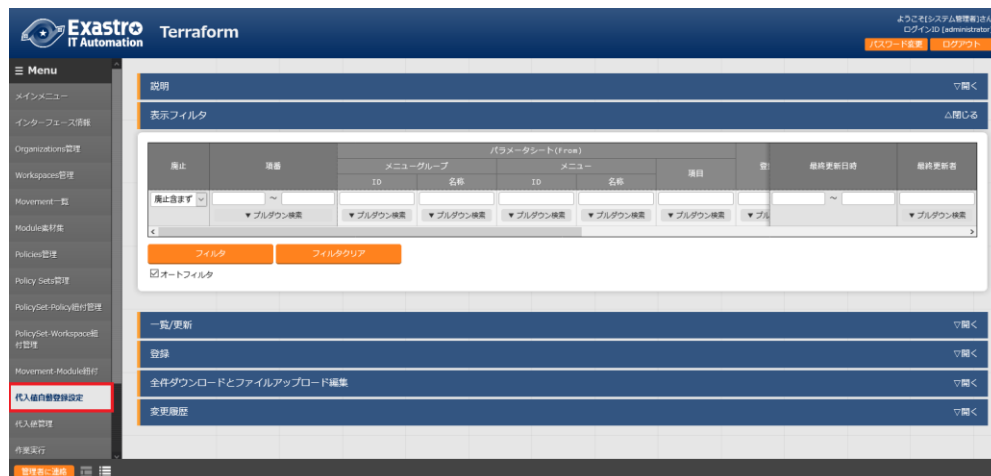 Exastro
IT Automation
Terraform
ようこそ[システム管理者]さん
ログインID [administrator]
パスワード変更
ログアウト
Menu
メインメニュー
インターフェース情報
Organizations管理
Workspaces管理
Movement一覧
Module素材集
Policies管理
Policy Sets管理
PolicySet-Policy紐付管理
PolicySet-Workspace紐
付管理
Movement-Module紐付
代入値自動登録設定
代入値管理
作業実行
管理者に連絡
説明
▽開く
表示フィルタ
△閉じる
パラメータシート(From)
廃止
項番
メニューグループ
メニュー
項目
登
最終更新日時
最終更新者
ID
名称
ID
名称
廃止含まず
～
～
▼プルダウン検索
▼プルダウン検索
▼プルダウン検索
▼プルダウン検索
▼プルダウン検索
▼プルダウン検索
▼プル
▼プルダウン検索
フィルタ
フィルタクリア
オートフィルタ
一覧/更新
▽開く
登録
▽開く
全件ダウンロードとファイルアップロード編集
▽開く
変更履歴
▽開く